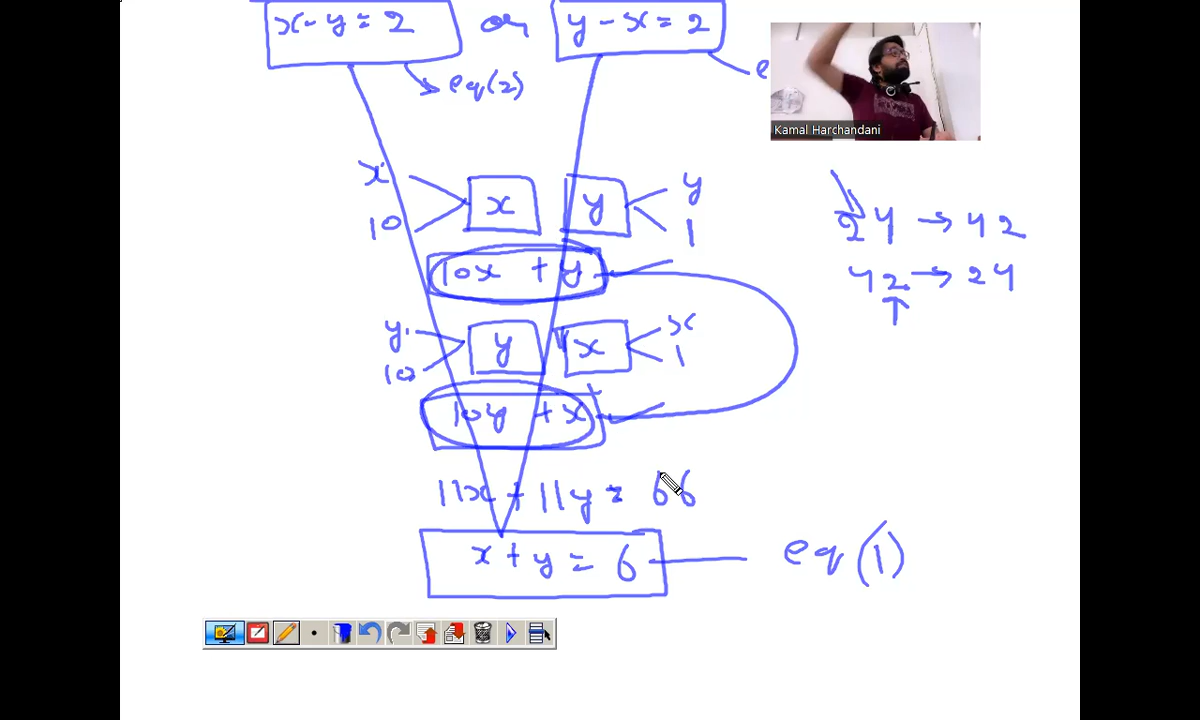 x - y = 2 or y - x = 2
eq(2)
Kamal Harchandani
x
10
x y
y
1
10x + y
24 → 42
42 → 24
y
10
y x
x
1
10y + x
11x + 11y = 66
x + y = 6
eq (1)